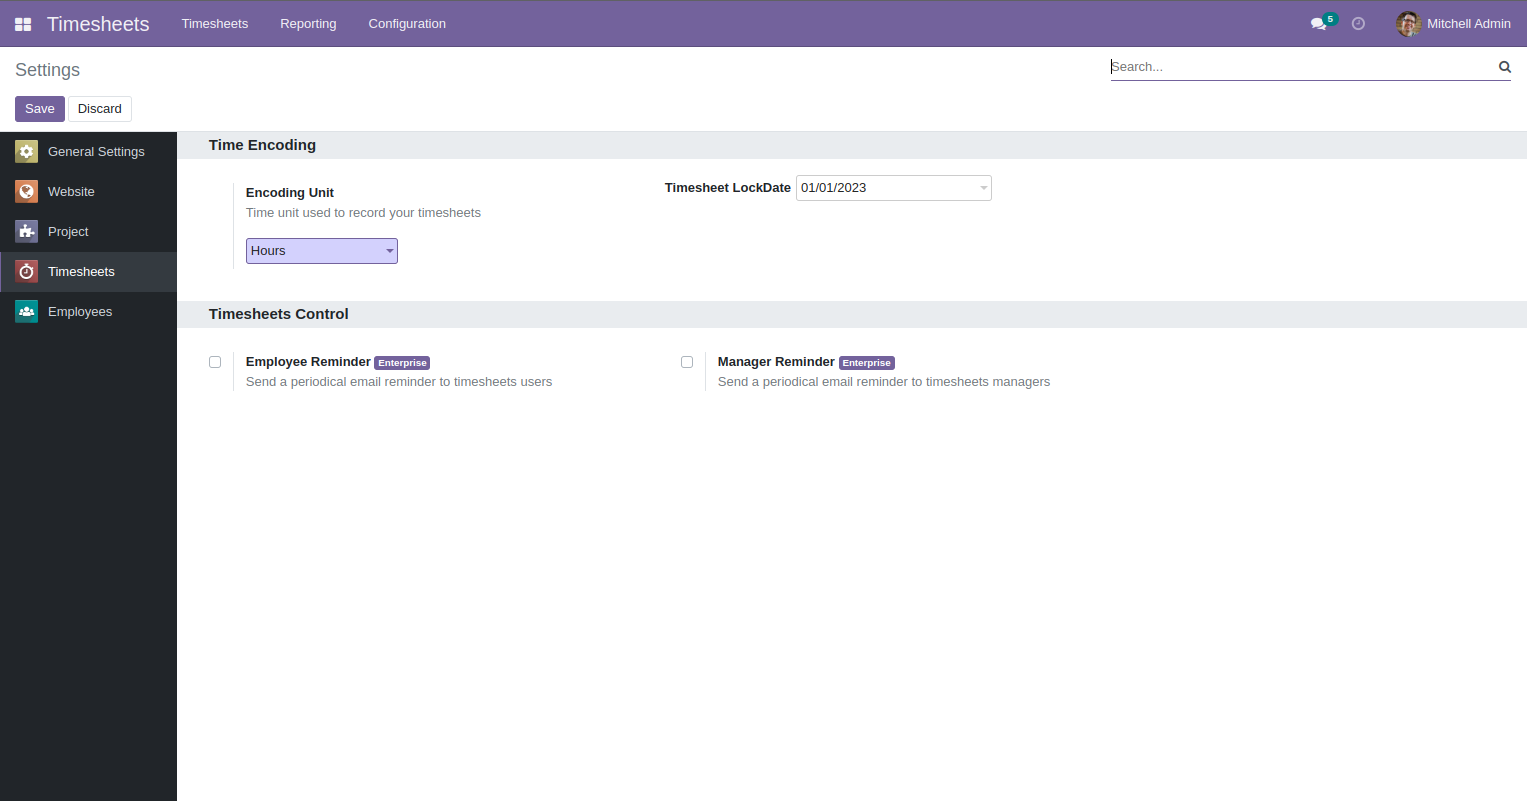 Timesheets Timesheets Reporting Configuration 5 Mitchell Admin
Settings Search...
Save Discard
General Settings
Website
Project
Timesheets
Employees
Time Encoding
Encoding Unit
Time unit used to record your timesheets
Hours
Timesheet LockDate 01/01/2023
Timesheets Control
Employee Reminder Enterprise
Send a periodical email reminder to timesheets users
Manager Reminder Enterprise
Send a periodical email reminder to timesheets managers